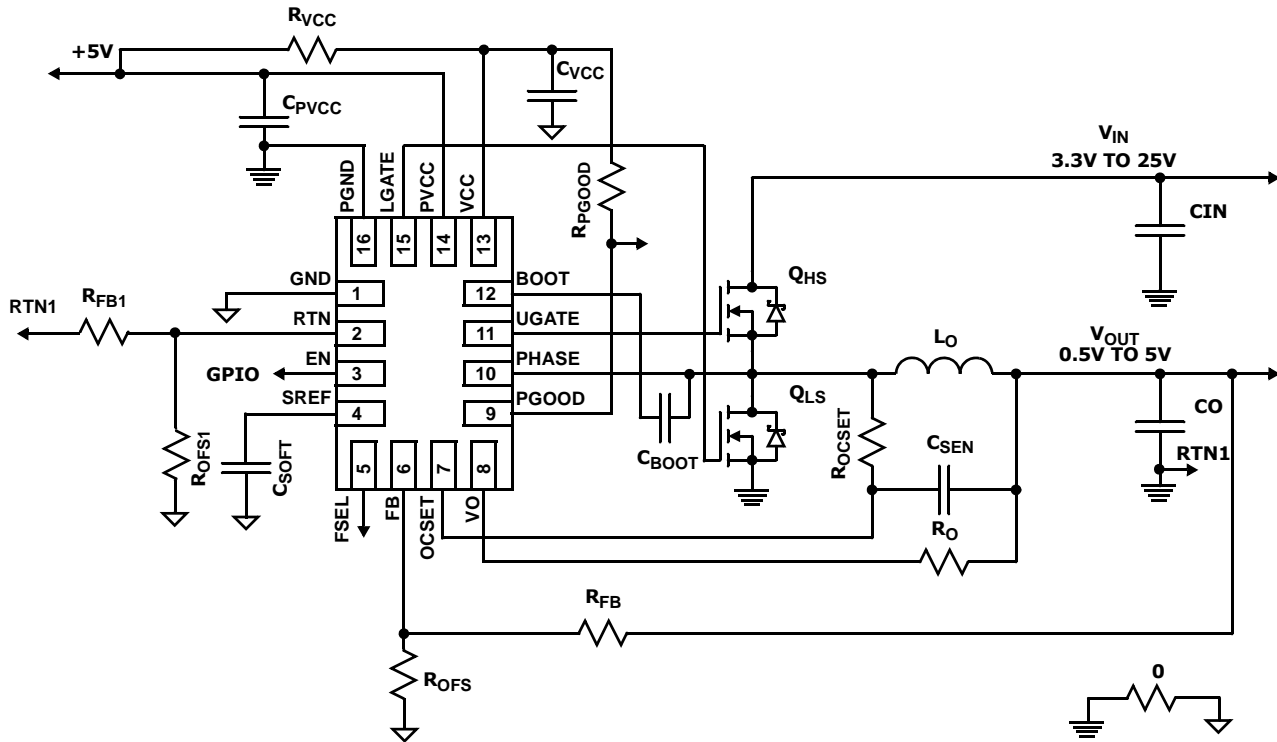 RVCC
+5V
CVCC
CPVCC
VIN
3.3V TO 25V
PGND
LGATE
PVCC
VCC
RPGOOD
CIN
16
15
14
13
QHS
GND
1
12
BOOT
RTN1
RFB1
RTN
2
11
UGATE
LO
VOUT
0.5V TO 5V
EN
GPIO
3
10
PHASE
QLS
SREF
4
9
PGOOD
CO
ROFS1
CSOFT
5
6
7
8
CBOOT
ROCSET
CSEN
RTN1
FSEL
FB
OCSET
VO
RO
RFB
ROFS
0